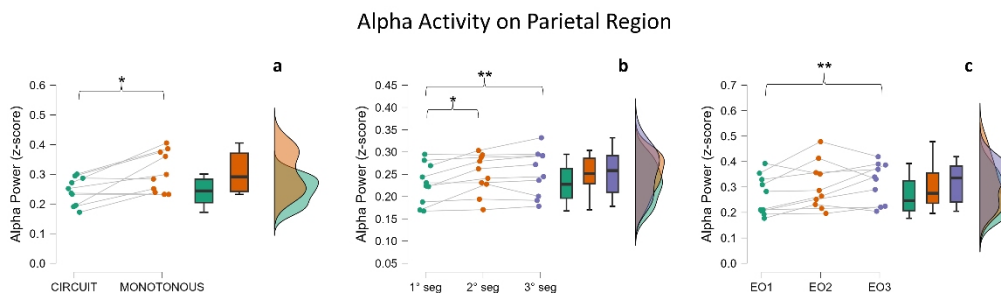 Alpha Activity on Parietal Region
a
*
Alpha Power (z-score)
0.6
0.5
0.4
0.3
0.2
0.1
0.0
CIRCUIT MONOTONOUS
b
**
*
Alpha Power (z-score)
0.45
0.40
0.35
0.30
0.25
0.20
0.15
0.10
0.05
1° seg 2° seg 3° seg
c
**
Alpha Power (z-score)
0.7
0.6
0.5
0.4
0.3
0.2
0.1
0.0
EO1 EO2 EO3